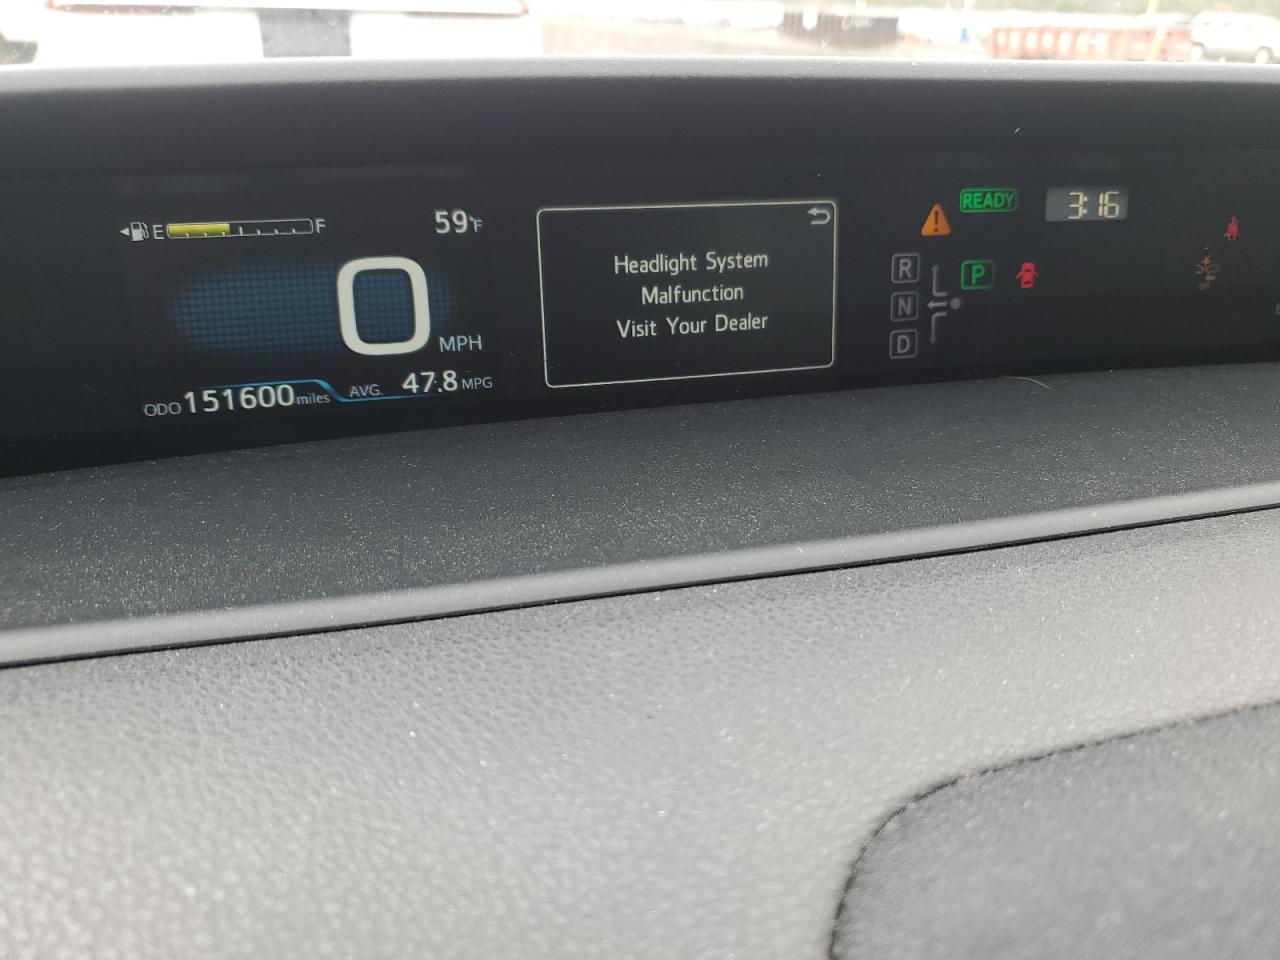 E F
59°F
0 MPH
ODO 151600 miles
AVG. 47.8 MPG
Headlight System
Malfunction
Visit Your Dealer
READY
3:16
R
N
D
P
OFF